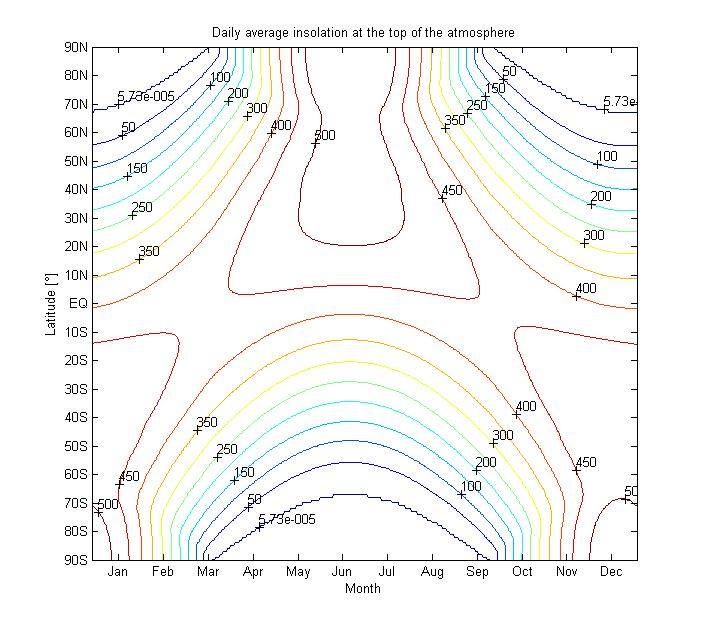 Daily average insolation at the top of the atmosphere
90N
80N
70N
60N
50N
40N
30N
20N
10N
EQ
10S
20S
30S
40S
50S
60S
70S
80S
90S
Latitude [°]
5.73e-005
50
100
150
200
250
300
350
400
500
50
150
250
350
450
5.73e
100
200
300
400
450
500
350
250
150
50
5.73e-005
400
300
200
100
450
50
Jan Feb Mar Apr May Jun Jul Aug Sep Oct Nov Dec
Month